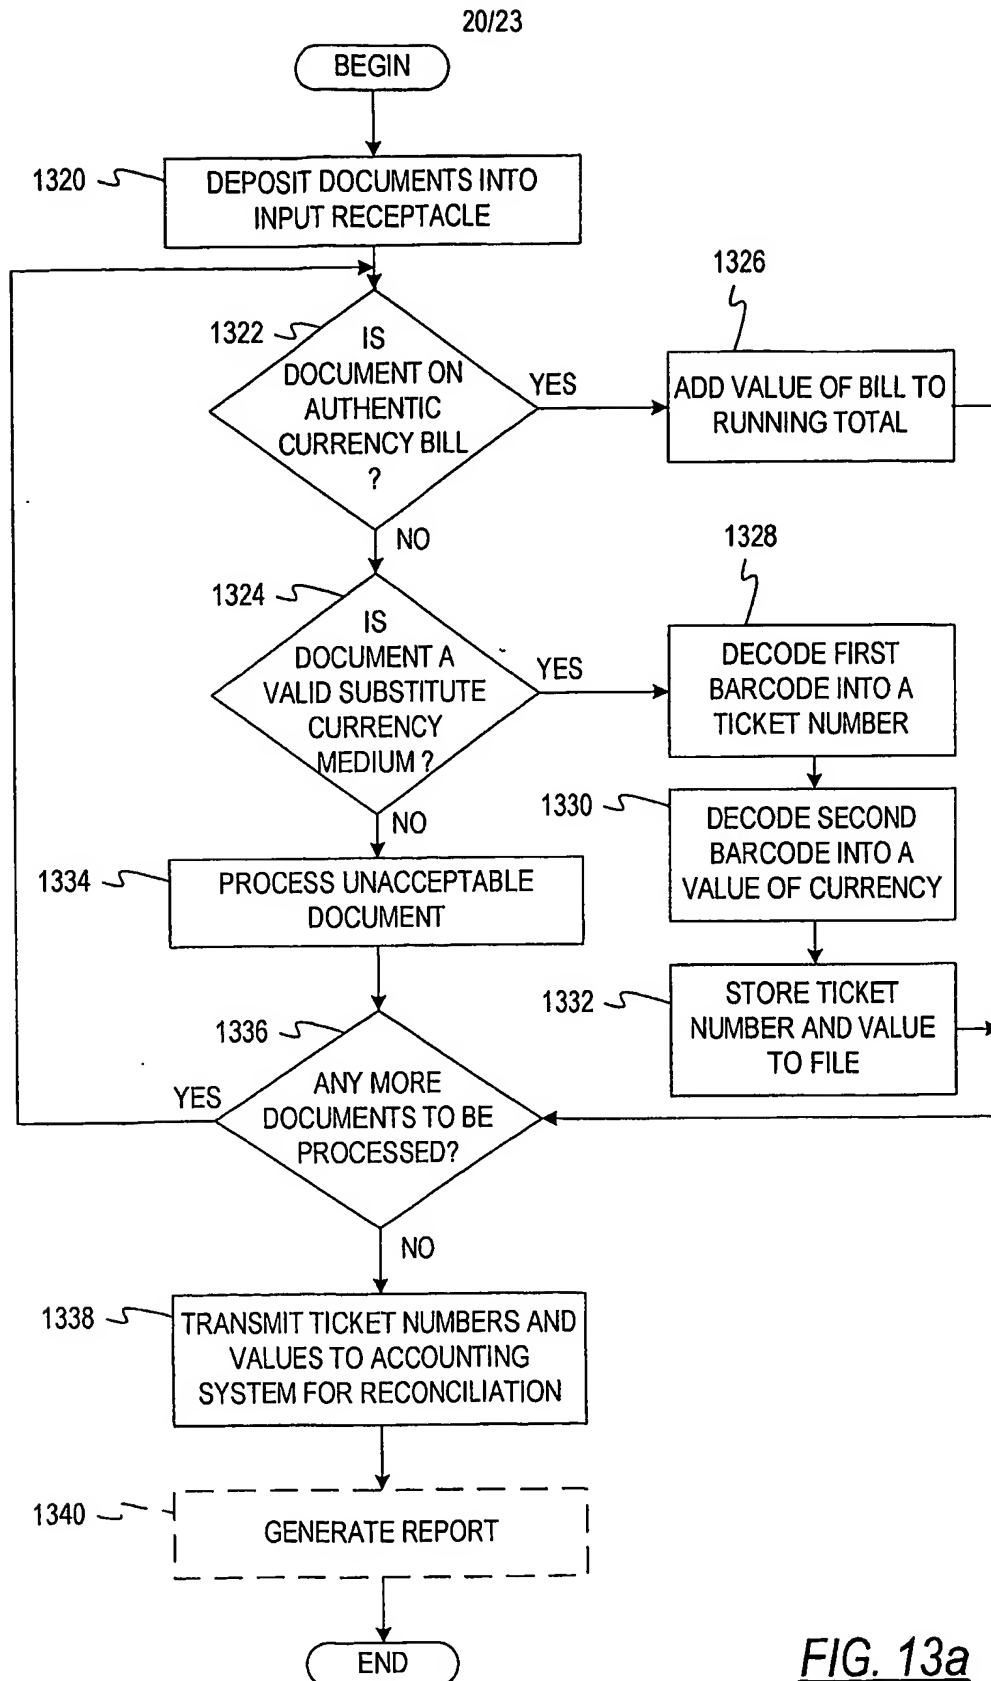 20/23
BEGIN
1320
DEPOSIT DOCUMENTS INTO
INPUT RECEPTACLE
1322
IS
DOCUMENT ON
AUTHENTIC
CURRENCY BILL
?
YES
1326
ADD VALUE OF BILL TO
RUNNING TOTAL
NO
1324
IS
DOCUMENT A
VALID SUBSTITUTE
CURRENCY
MEDIUM ?
YES
1328
DECODE FIRST
BARCODE INTO A
TICKET NUMBER
1330
DECODE SECOND
BARCODE INTO A
VALUE OF CURRENCY
1332
STORE TICKET
NUMBER AND VALUE
TO FILE
NO
1334
PROCESS UNACCEPTABLE
DOCUMENT
1336
ANY MORE
DOCUMENTS TO BE
PROCESSED?
YES
NO
1338
TRANSMIT TICKET NUMBERS AND
VALUES TO ACCOUNTING
SYSTEM FOR RECONCILIATION
1340
GENERATE REPORT
END
FIG. 13a